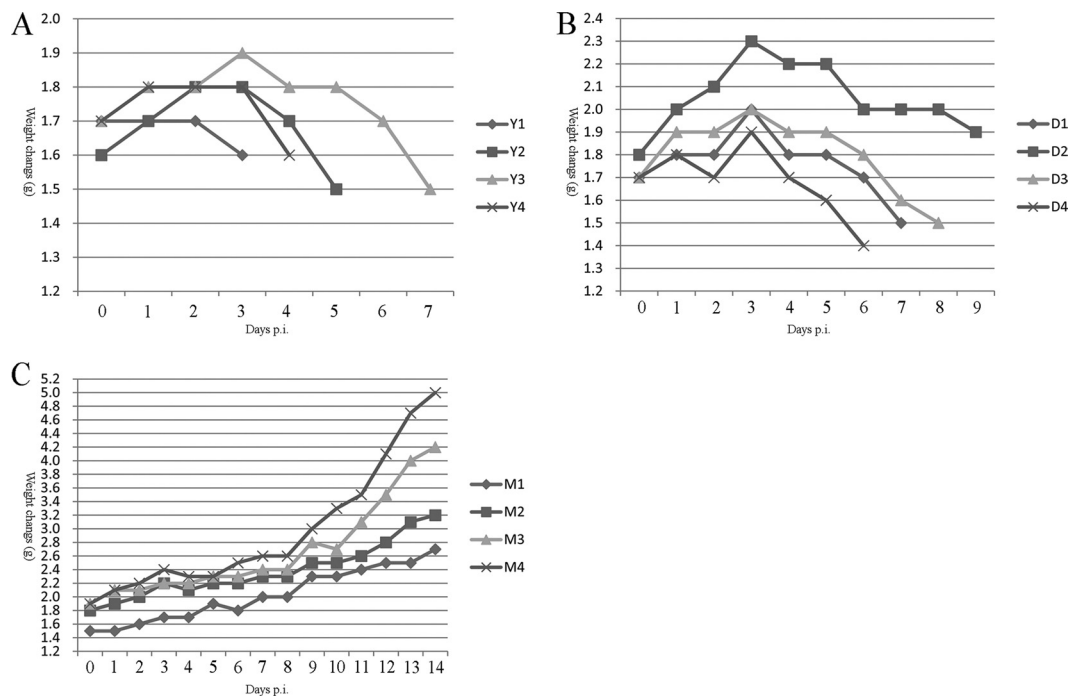 A
2.0
1.9
1.8
1.7
1.6
1.5
1.4
1.3
1.2
Weight changs (g)
0 1 2 3 4 5 6 7
Days p.i.
Y1
Y2
Y3
Y4
B
2.4
2.3
2.2
2.1
2.0
1.9
1.8
1.7
1.6
1.5
1.4
1.3
1.2
Weight changs (g)
0 1 2 3 4 5 6 7 8 9
Days p.i.
D1
D2
D3
D4
C
5.2
5.0
4.8
4.6
4.4
4.2
4.0
3.8
3.6
3.4
3.2
3.0
2.8
2.6
2.4
2.2
2.0
1.8
1.6
1.4
Weight changs (g)
0 1 2 3 4 5 6 7 8 9 10 11 12 13 14
Days p.i.
M1
M2
M3
M4